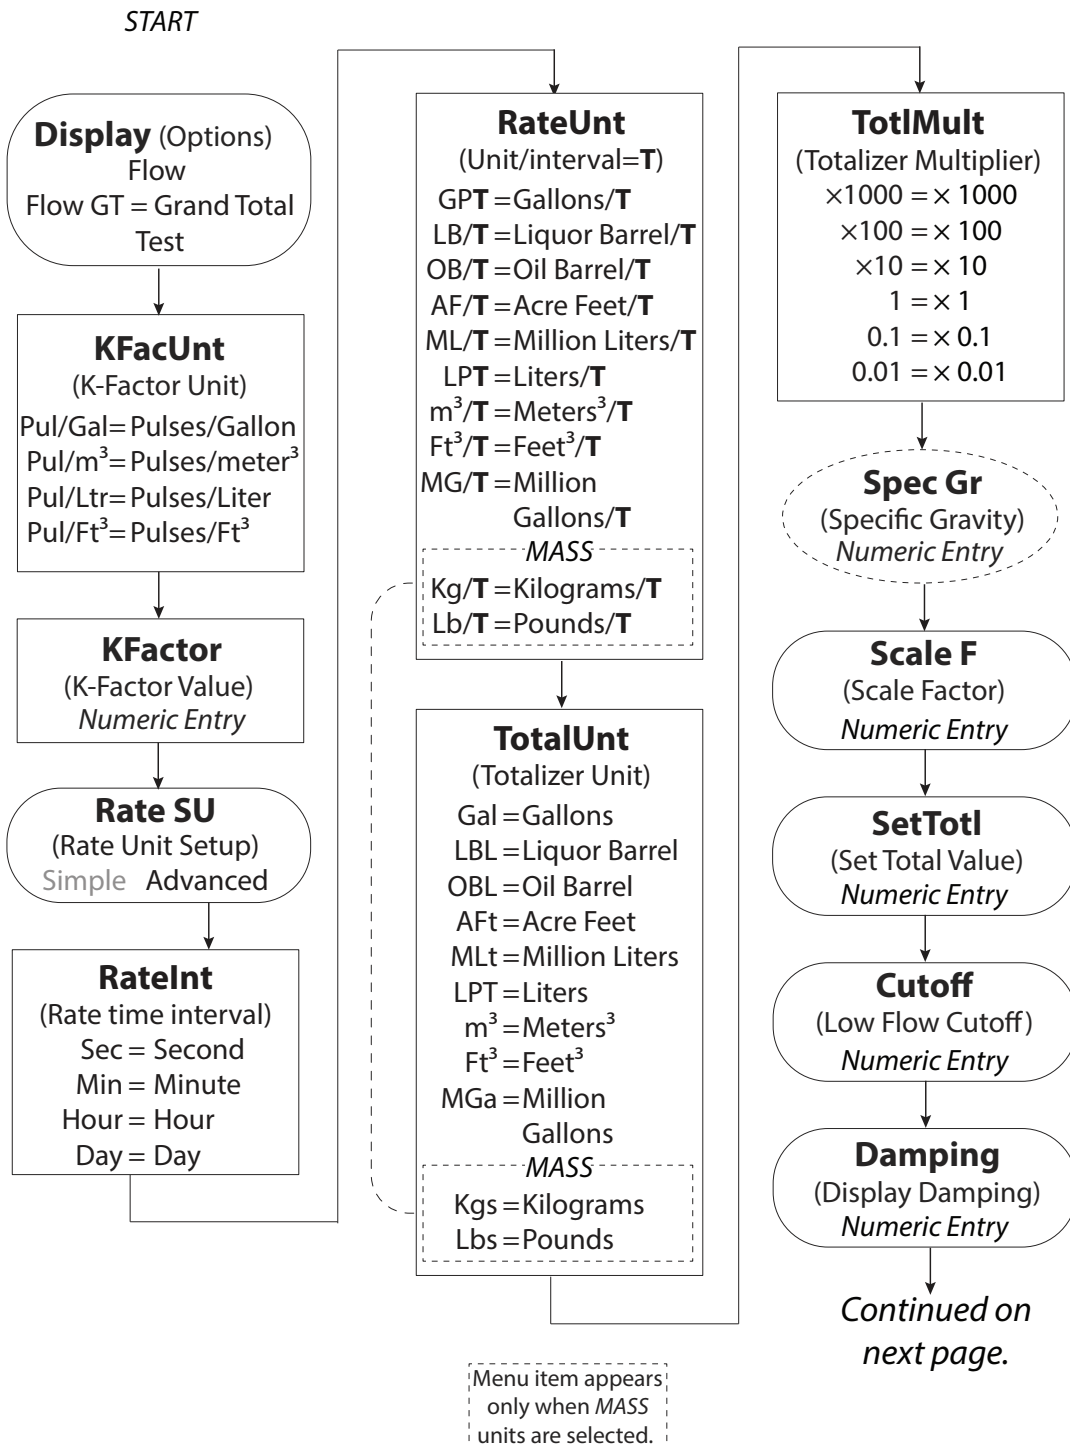 START
Display (Options)
Flow
Flow GT = Grand Total
Test
KFacUnt
(K-Factor Unit)
Pul/Gal= Pulses/Gallon
Pul/m³= Pulses/meter³
Pul/Ltr= Pulses/Liter
Pul/Ft³= Pulses/Ft³
KFactor
(K-Factor Value)
Numeric Entry
Rate SU
(Rate Unit Setup)
Simple Advanced
RateInt
(Rate time interval)
Sec = Second
Min = Minute
Hour = Hour
Day = Day
RateUnt
(Unit/interval=T)
GPT =Gallons/T
LB/T =Liquor Barrel/T
OB/T =Oil Barrel/T
AF/T =Acre Feet/T
ML/T =Million Liters/T
LPT =Liters/T
m³/T =Meters³/T
Ft³/T =Feet³/T
MG/T =Million
Gallons/T
MASS
Kg/T =Kilograms/T
Lb/T =Pounds/T
TotalUnt
(Totalizer Unit)
Gal =Gallons
LBL =Liquor Barrel
OBL =Oil Barrel
AFt =Acre Feet
MLt =Million Liters
LPT =Liters
m³ =Meters³
Ft³ =Feet³
MGa =Million
Gallons
MASS
Kgs =Kilograms
Lbs =Pounds
TotlMult
(Totalizer Multiplier)
×1000 = × 1000
×100 = × 100
×10 = × 10
1 = × 1
0.1 = × 0.1
0.01 = × 0.01
Spec Gr
(Specific Gravity)
Numeric Entry
Scale F
(Scale Factor)
Numeric Entry
SetTotl
(Set Total Value)
Numeric Entry
Cutoff
(Low Flow Cutoff)
Numeric Entry
Damping
(Display Damping)
Numeric Entry
Continued on
next page.
Menu item appears
only when MASS
units are selected.